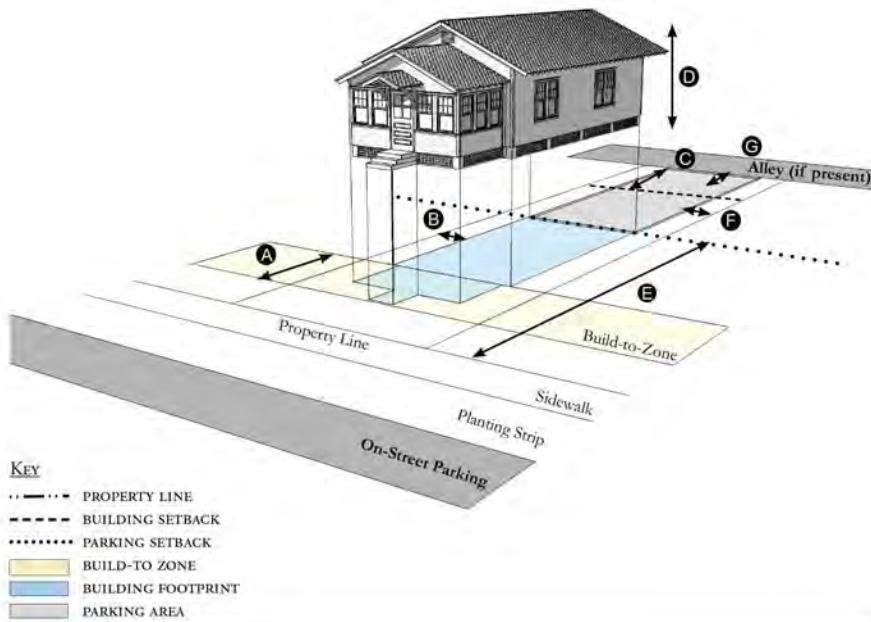 D
G
C
Alley (if present)
B
F
A
E
Property Line
Build-to-Zone
Sidewalk
Planting Strip
On-Street Parking
KEY
PROPERTY LINE
BUILDING SETBACK
PARKING SETBACK
BUILD-TO ZONE
BUILDING FOOTPRINT
PARKING AREA